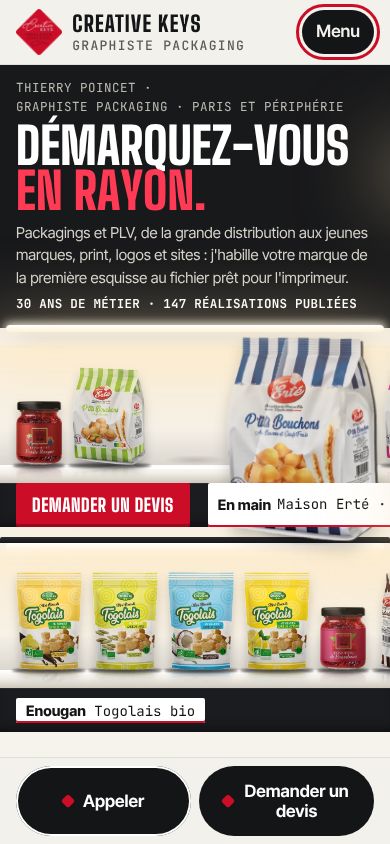 CREATIVE KEYS
GRAPHISTE PACKAGING
Menu
THIERRY POINCET ·
GRAPHISTE PACKAGING · PARIS ET PÉRIPHÉRIE
DÉMARQUEZ-VOUS
EN RAYON.
Packagings et PLV, de la grande distribution aux jeunes
marques, print, logos et sites : j'habille votre marque de
la première esquisse au fichier prêt pour l'imprimeur.
30 ANS DE MÉTIER · 147 RÉALISATIONS PUBLIÉES
Erté
P'tits Bouchons
Erté
P'tits Bouchons
DEMANDER UN DEVIS
En main Maison Erté ·
Togolais
Togolais
Togolais
Togolais
Enougan Togolais bio
Appeler
Demander un
devis